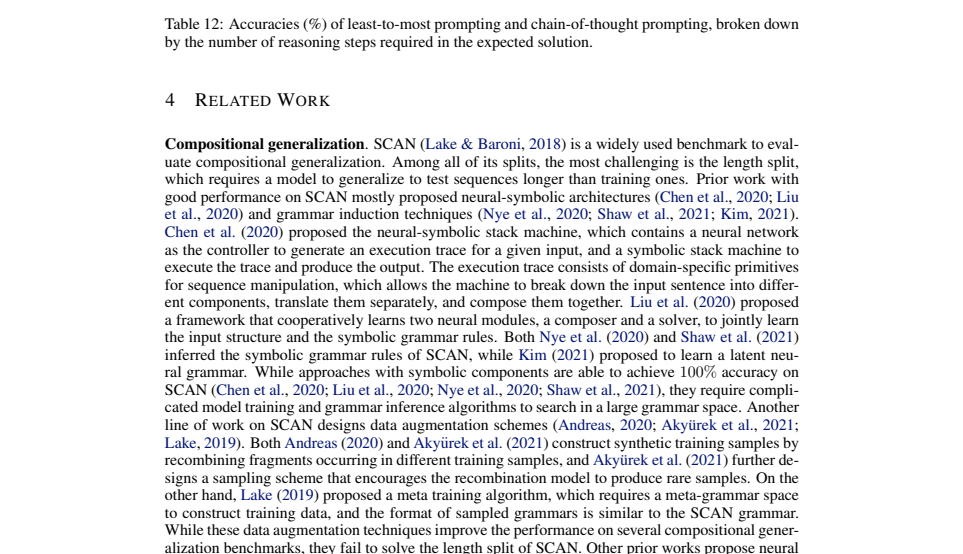 Table 12: Accuracies (%) of least-to-most prompting and chain-of-thought prompting, broken down
by the number of reasoning steps required in the expected solution.
4 RELATED WORK
Compositional generalization. SCAN (Lake & Baroni, 2018) is a widely used benchmark to eval-
uate compositional generalization. Among all of its splits, the most challenging is the length split,
which requires a model to generalize to test sequences longer than training ones. Prior work with
good performance on SCAN mostly proposed neural-symbolic architectures (Chen et al., 2020; Liu
et al., 2020) and grammar induction techniques (Nye et al., 2020; Shaw et al., 2021; Kim, 2021).
Chen et al. (2020) proposed the neural-symbolic stack machine, which contains a neural network
as the controller to generate an execution trace for a given input, and a symbolic stack machine to
execute the trace and produce the output. The execution trace consists of domain-specific primitives
for sequence manipulation, which allows the machine to break down the input sentence into differ-
ent components, translate them separately, and compose them together. Liu et al. (2020) proposed
a framework that cooperatively learns two neural modules, a composer and a solver, to jointly learn
the input structure and the symbolic grammar rules. Both Nye et al. (2020) and Shaw et al. (2021)
inferred the symbolic grammar rules of SCAN, while Kim (2021) proposed to learn a latent neu-
ral grammar. While approaches with symbolic components are able to achieve 100% accuracy on
SCAN (Chen et al., 2020; Liu et al., 2020; Nye et al., 2020; Shaw et al., 2021), they require compli-
cated model training and grammar inference algorithms to search in a large grammar space. Another
line of work on SCAN designs data augmentation schemes (Andreas, 2020; Akyürek et al., 2021;
Lake, 2019). Both Andreas (2020) and Akyürek et al. (2021) construct synthetic training samples by
recombining fragments occurring in different training samples, and Akyürek et al. (2021) further de-
signs a sampling scheme that encourages the recombination model to produce rare samples. On the
other hand, Lake (2019) proposed a meta training algorithm, which requires a meta-grammar space
to construct training data, and the format of sampled grammars is similar to the SCAN grammar.
While these data augmentation techniques improve the performance on several compositional gener-
alization benchmarks, they fail to solve the length split of SCAN. Other prior works propose neural